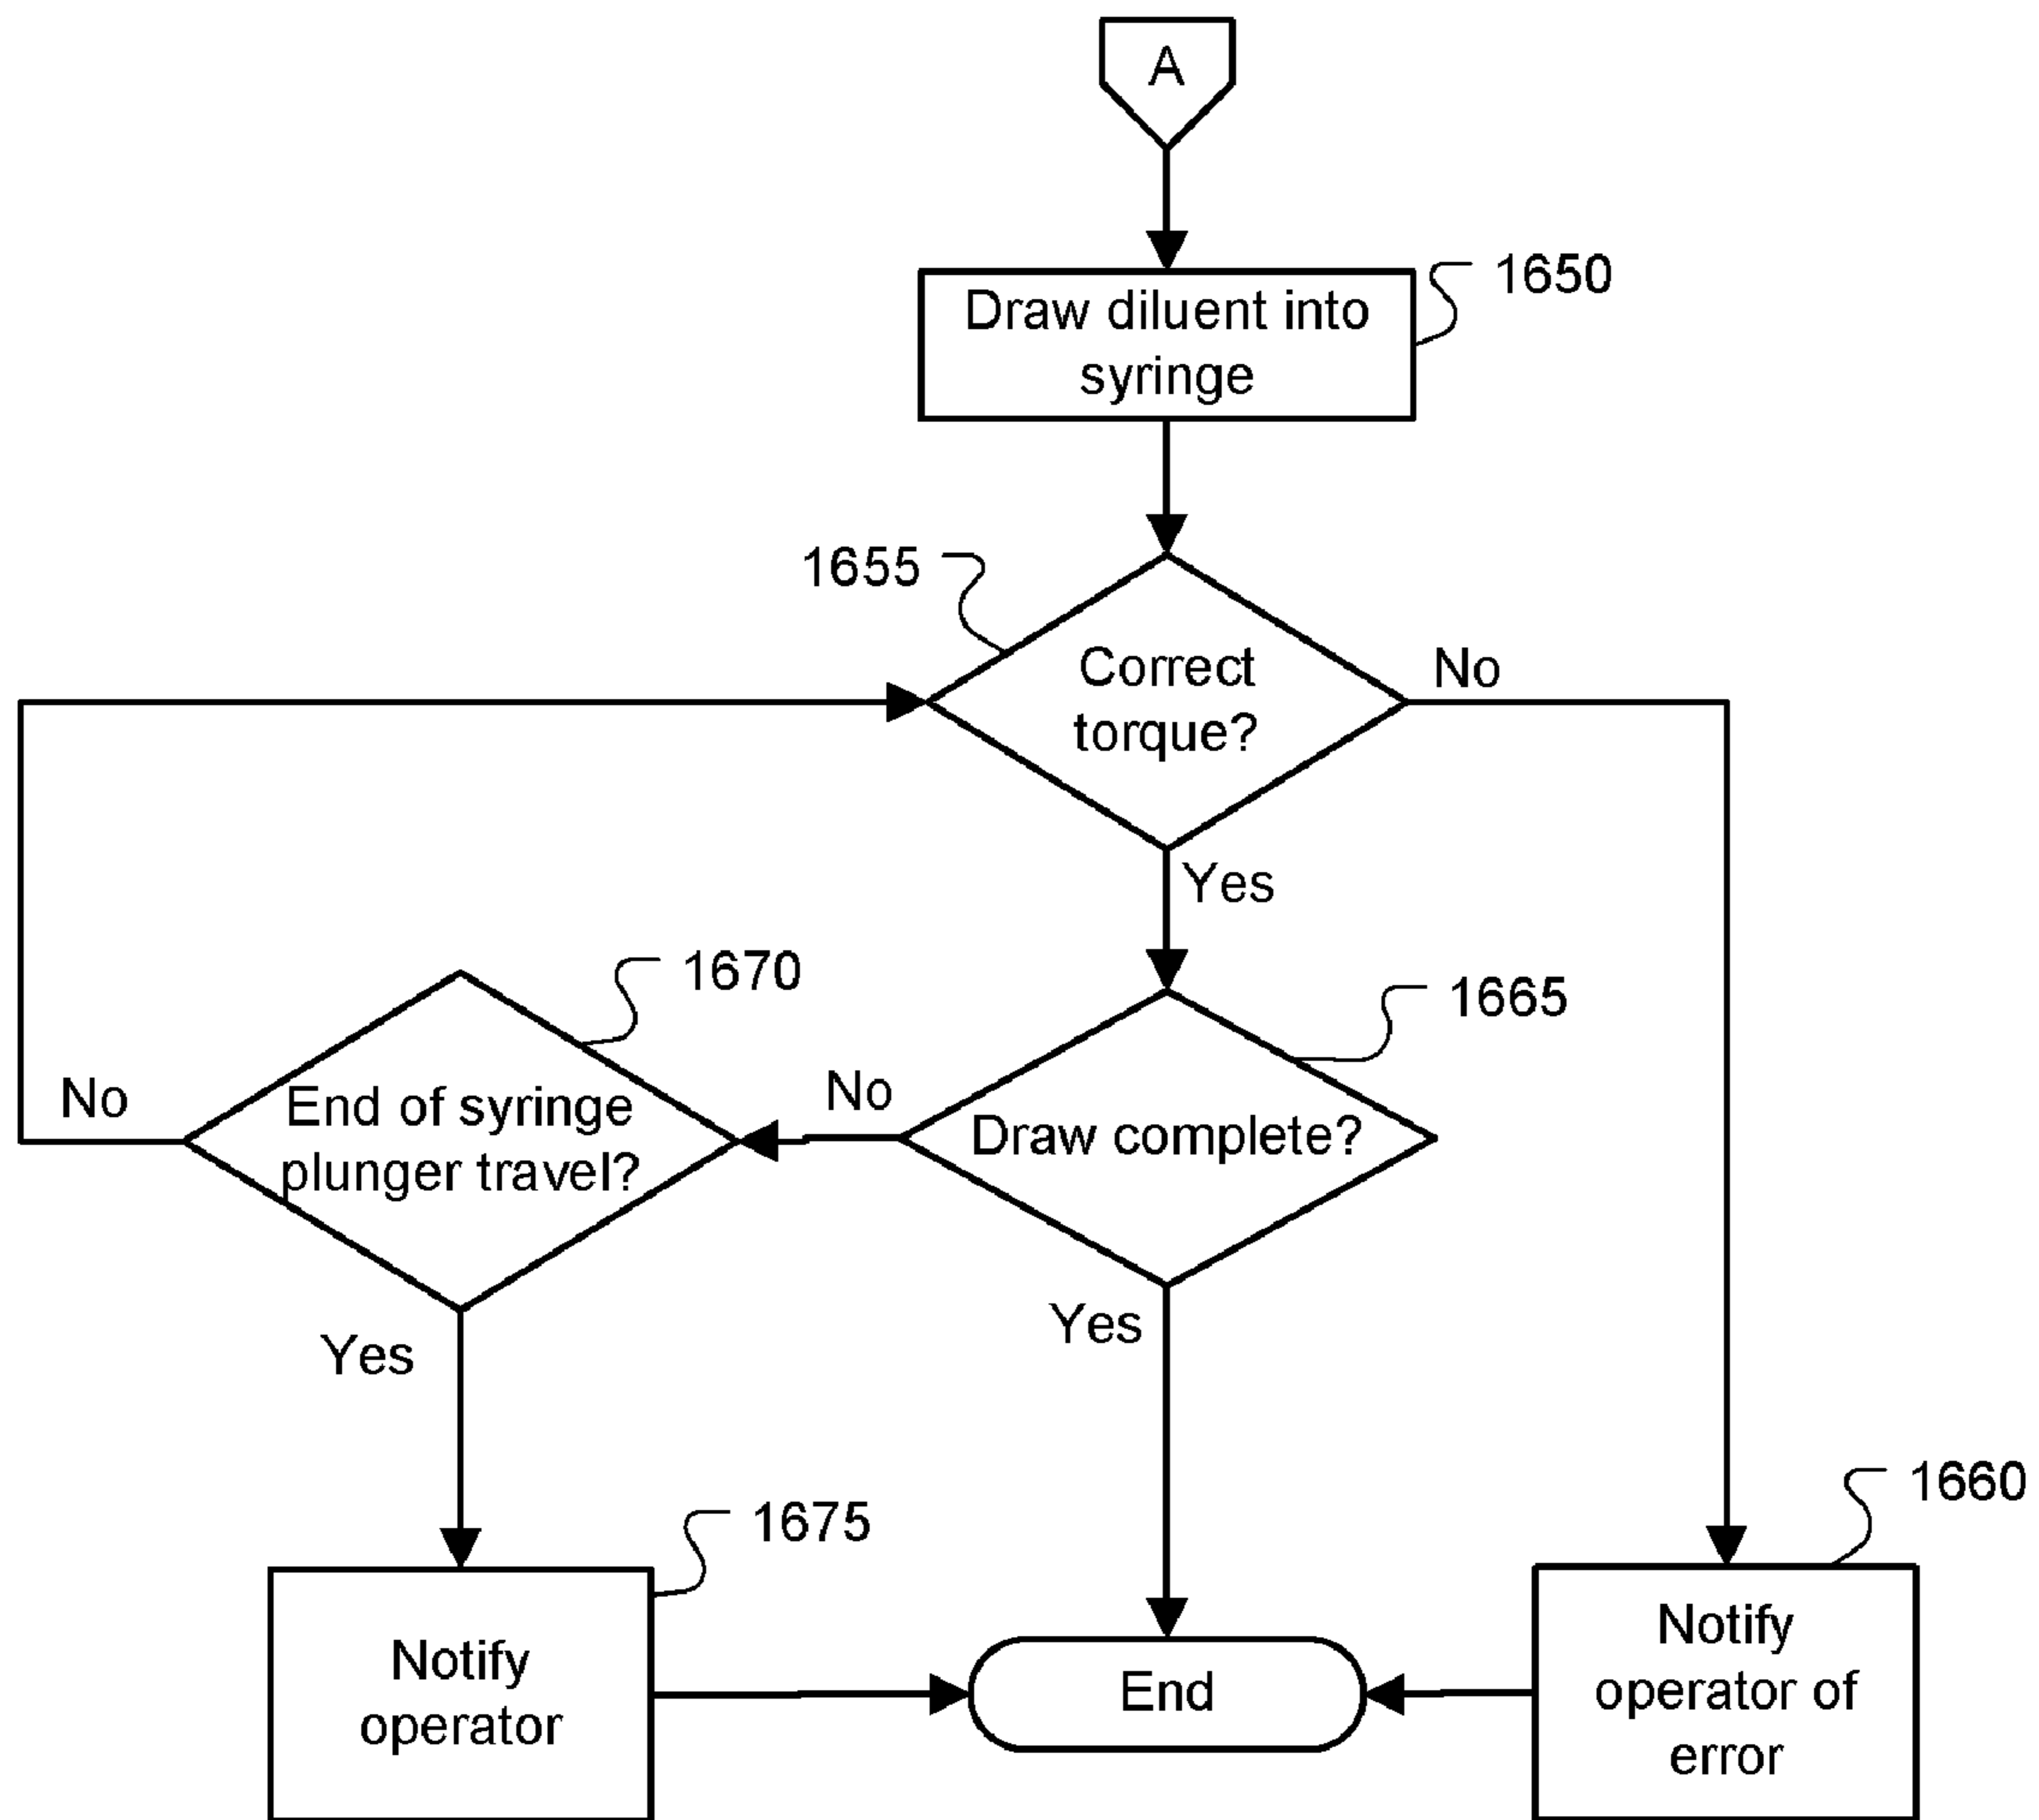 A
1650
Draw diluent into
syringe
1655
Correct
torque?
No
Yes
1670
1665
No
End of syringe
plunger travel?
No
Draw complete?
Yes
Yes
1675
1660
Notify
operator
End
Notify
operator of
error